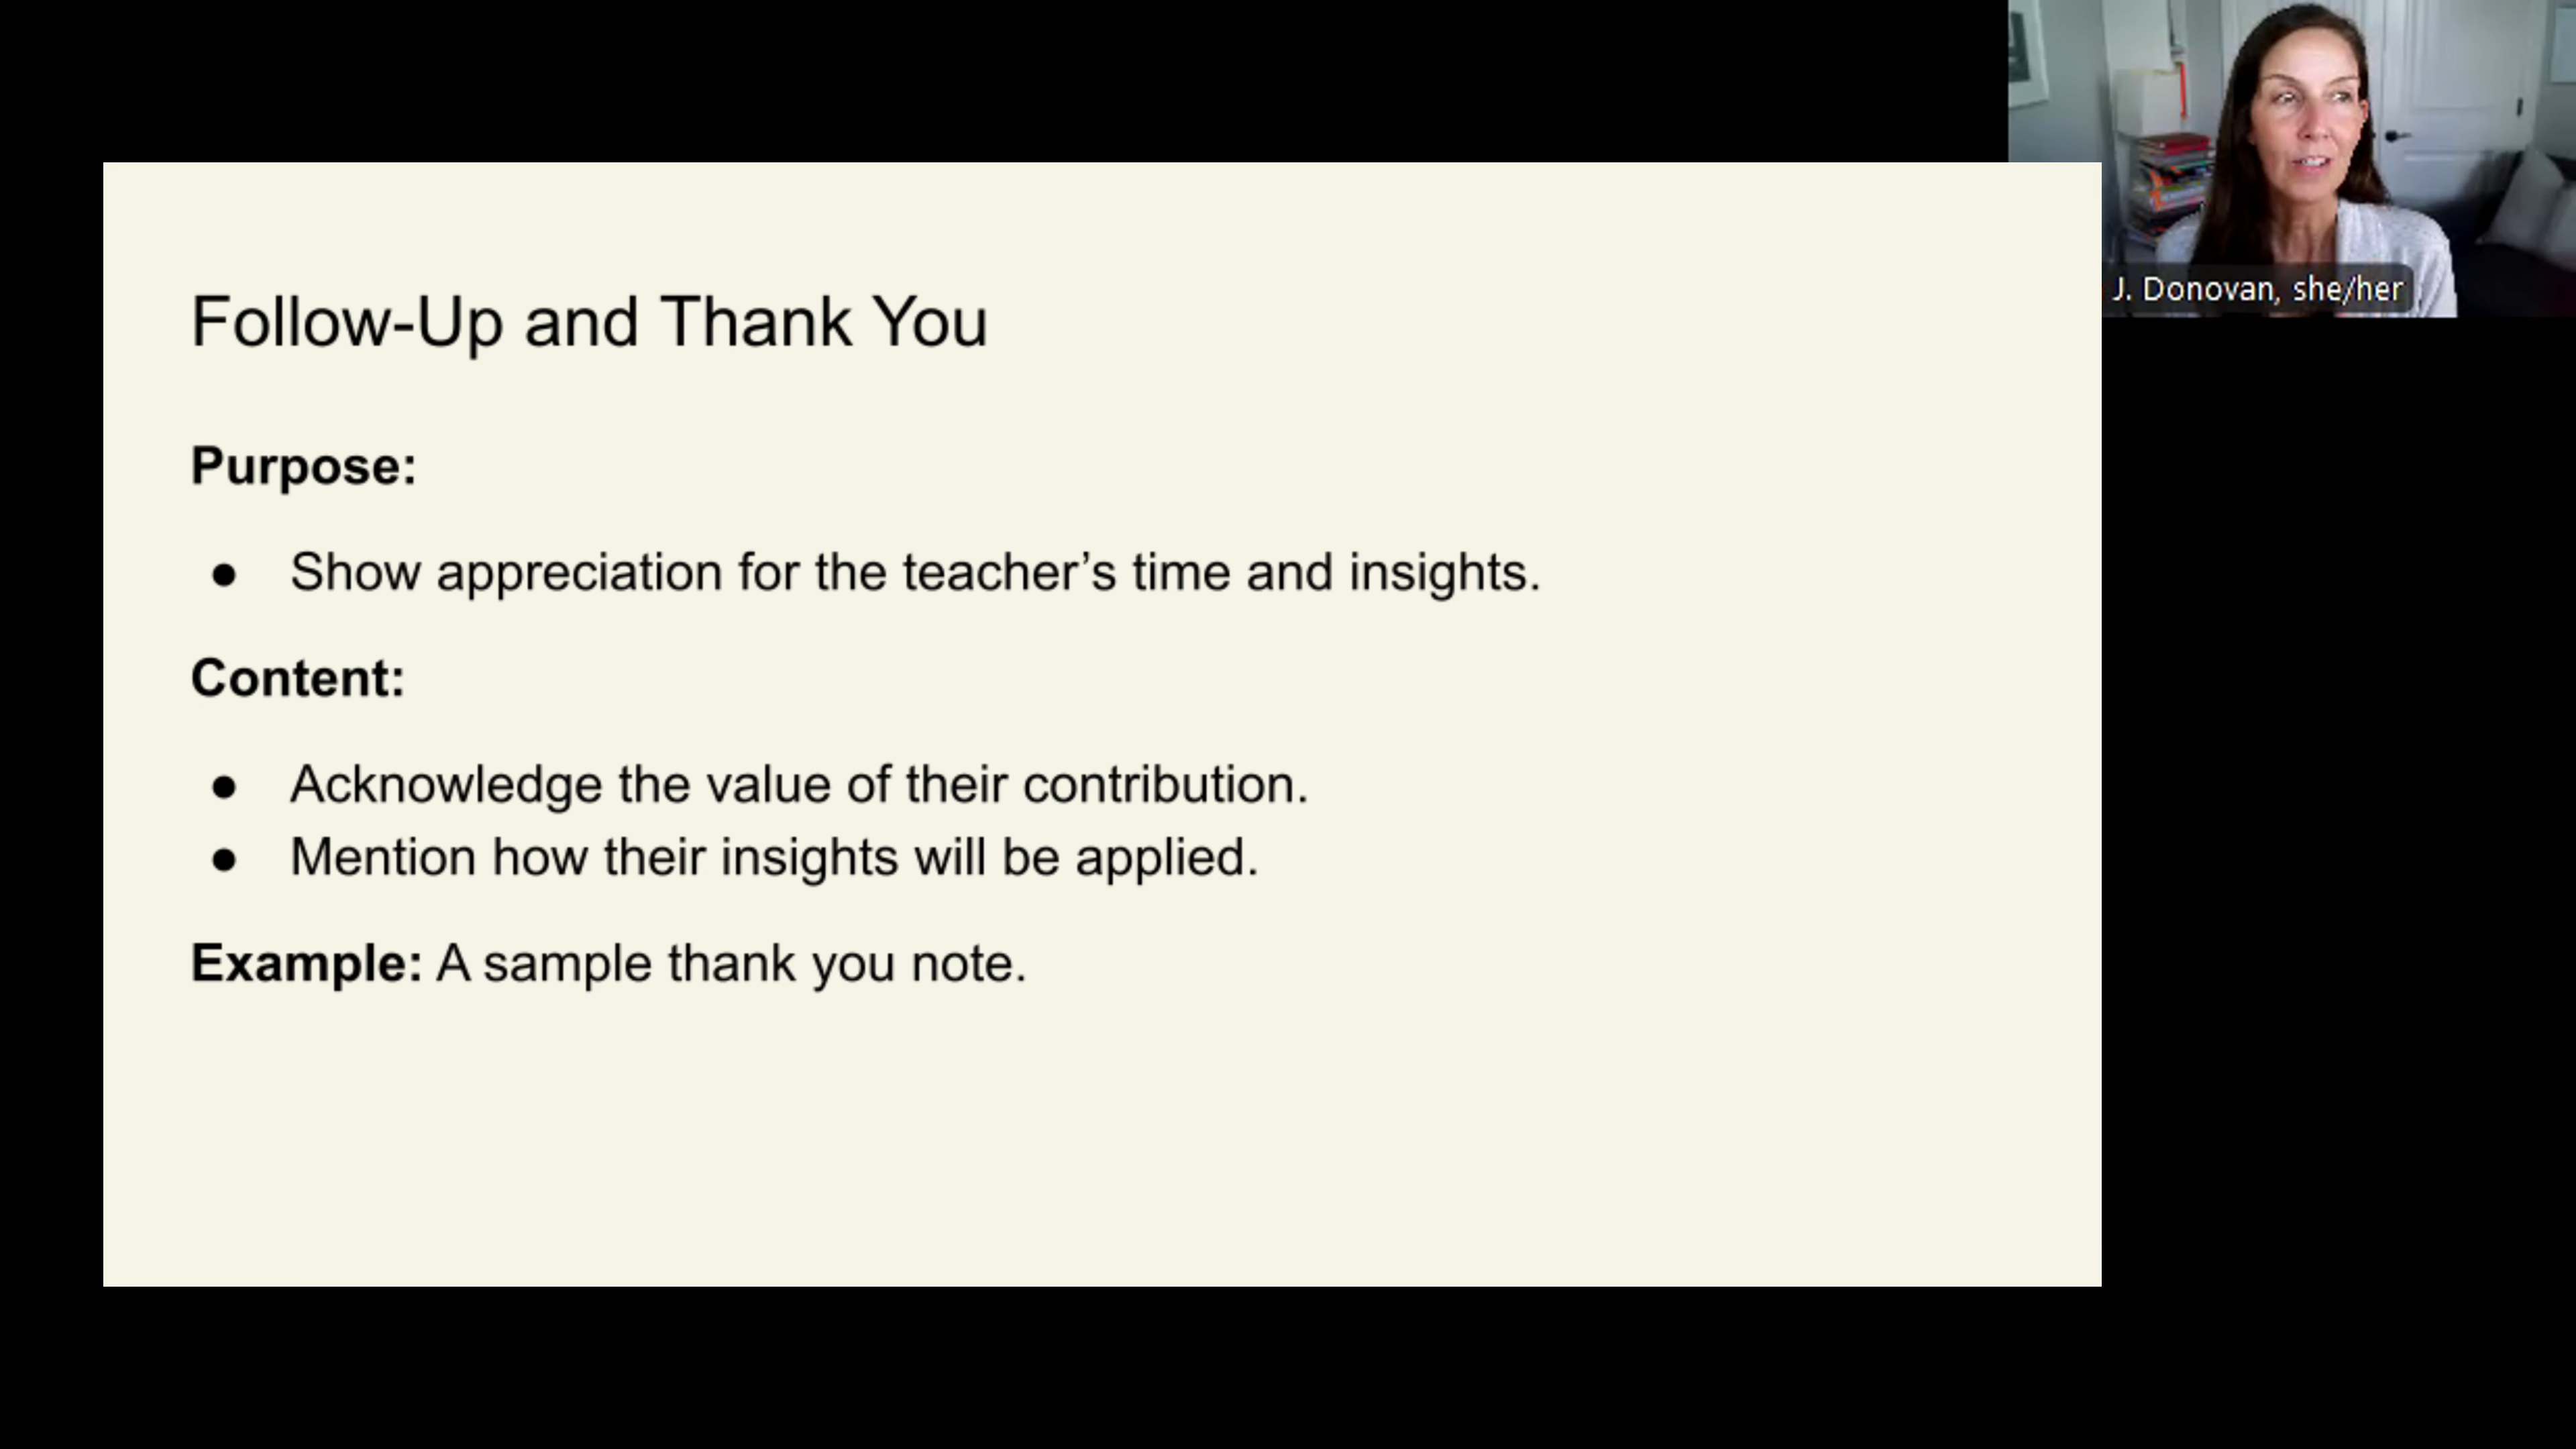 Follow-Up and Thank You
Purpose:
● Show appreciation for the teacher’s time and insights.
Content:
● Acknowledge the value of their contribution.
● Mention how their insights will be applied.
Example: A sample thank you note.
J. Donovan, she/her